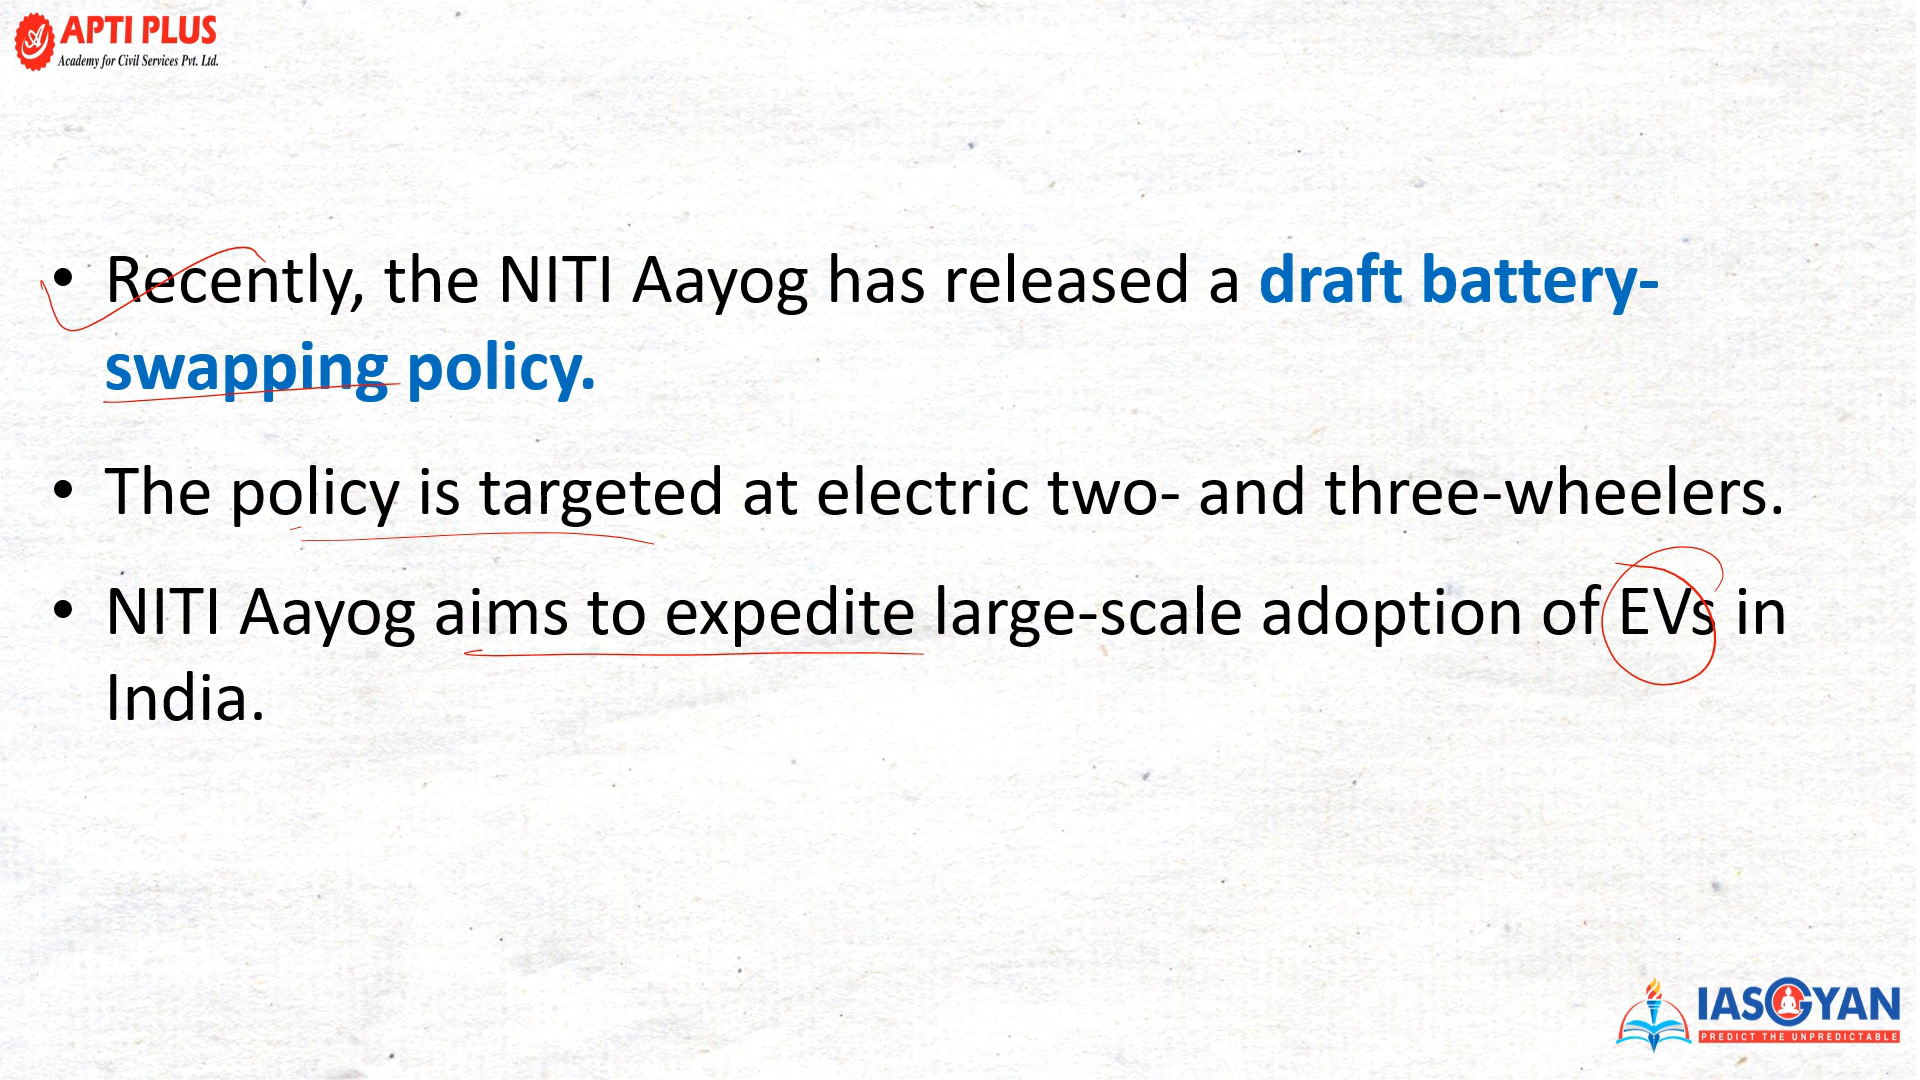 APTI PLUS
Academy for Civil Services Pvt. Ltd.
• Recently, the NITI Aayog has released a draft battery-
swapping policy.
• The policy is targeted at electric two- and three-wheelers.
• NITI Aayog aims to expedite large-scale adoption of EVs in
India.
IASGYAN
PREDICT THE UNPREDICTABLE